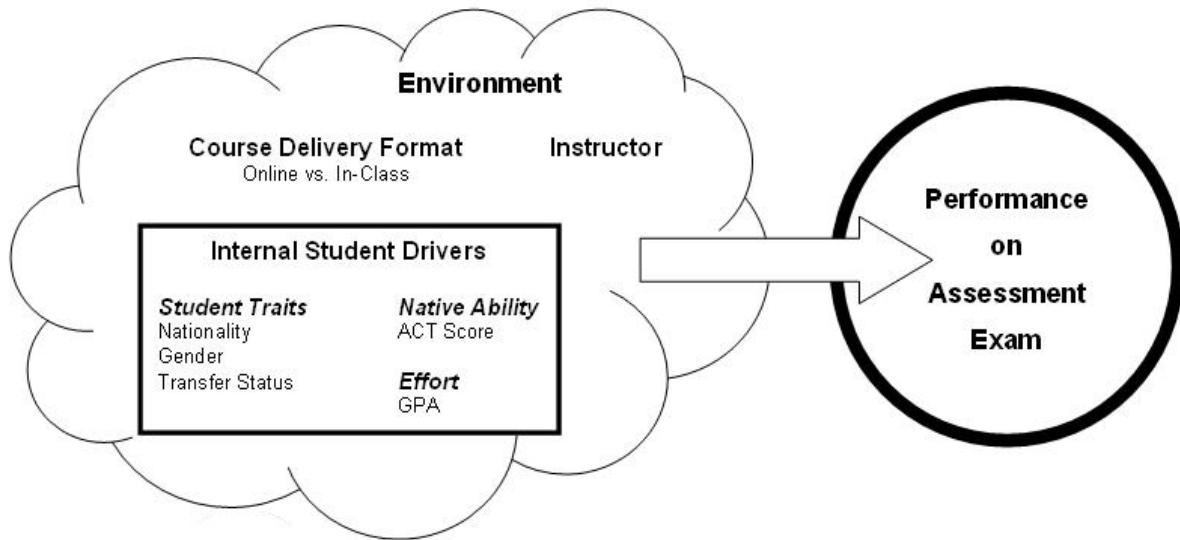 Environment
Course Delivery Format
Online vs. In-Class
Instructor
Internal Student Drivers
Student Traits
Nationality
Gender
Transfer Status
Native Ability
ACT Score
Effort
GPA
Performance
on
Assessment
Exam